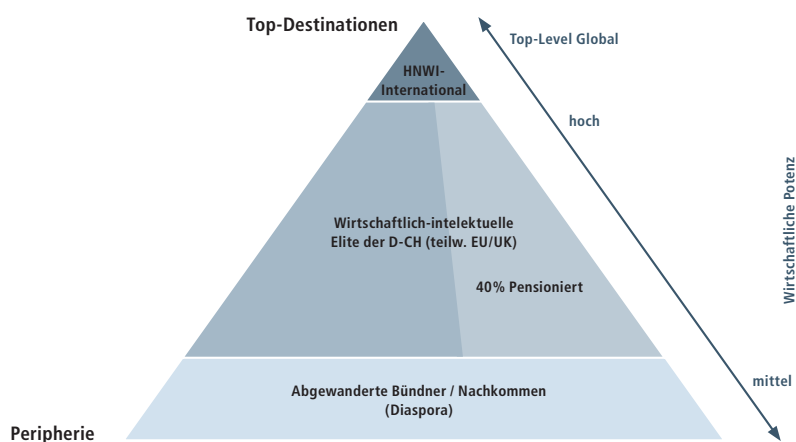 Top-Destinationen
Top-Level Global
HNWI-
International
hoch
Wirtschaftliche Potenz
Wirtschaftlich-intelektuelle
Elite der D-CH (teilw. EU/UK)
40% Pensioniert
mittel
Abgewanderte Bündner / Nachkommen
(Diaspora)
Peripherie